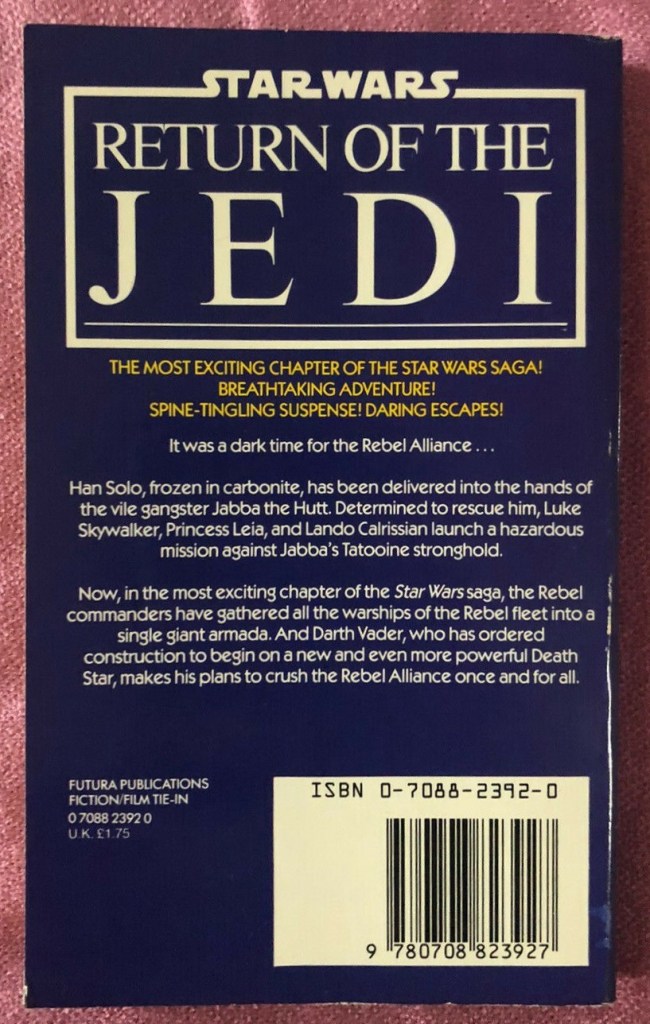 STAR WARS
RETURN OF THE
JEDI
THE MOST EXCITING CHAPTER OF THE STAR WARS SAGA!
BREATHTAKING ADVENTURE!
SPINE-TINGLING SUSPENSE! DARING ESCAPES!
It was a dark time for the Rebel Alliance . . .
Han Solo, frozen in carbonite, has been delivered into the hands of
the vile gangster Jabba the Hutt. Determined to rescue him, Luke
Skywalker, Princess Leia, and Lando Calrissian launch a hazardous
mission against Jabba's Tatooine stronghold.
Now, in the most exciting chapter of the Star Wars saga, the Rebel
commanders have gathered all the warships of the Rebel fleet into a
single giant armada. And Darth Vader, who has ordered
construction to begin on a new and even more powerful Death
Star, makes his plans to crush the Rebel Alliance once and for all.
FUTURA PUBLICATIONS
FICTION/FILM TIE-IN
0 7088 2392 0
U.K. £1.75
ISBN 0-7088-2392-0
9 780708 823927